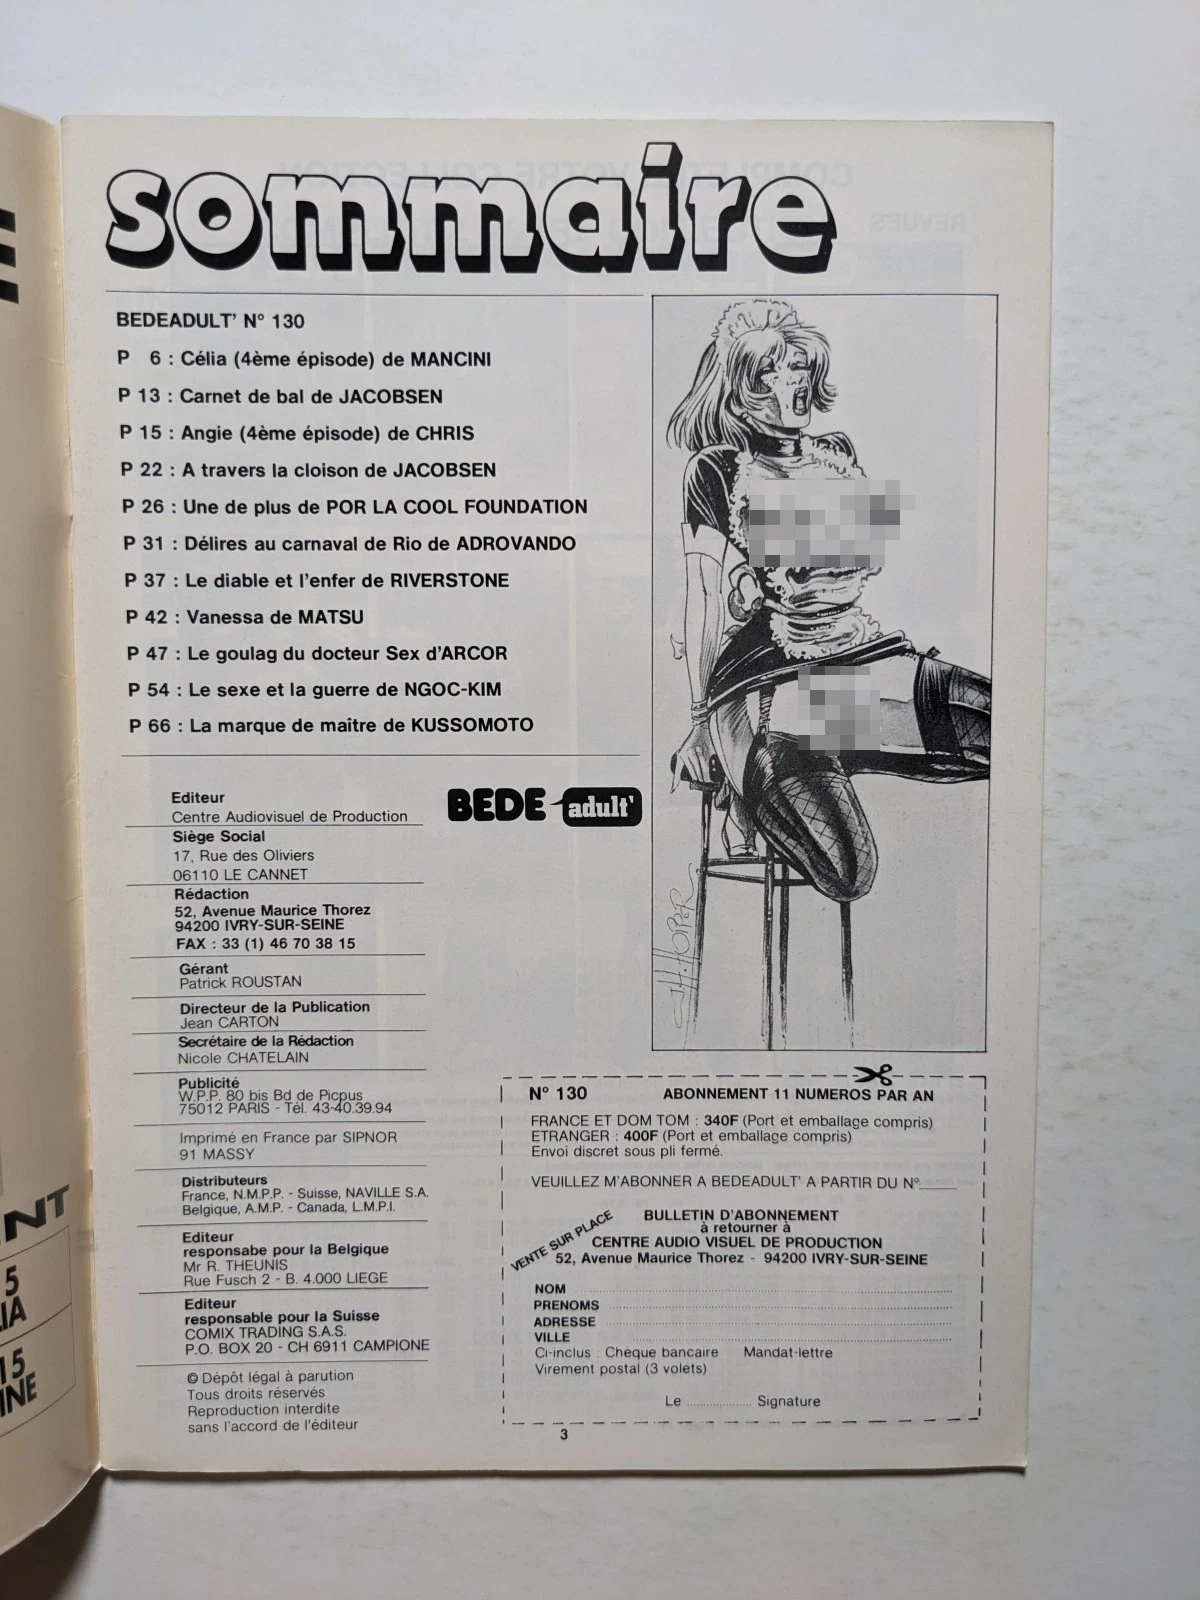 sommaire
BEDEADULT' N° 130
P 6 : Célia (4ème épisode) de MANCINI
P 13 : Carnet de bal de JACOBSEN
P 15 : Angie (4ème épisode) de CHRIS
P 22 : A travers la cloison de JACOBSEN
P 26 : Une de plus de POR LA COOL FOUNDATION
P 31 : Délires au carnaval de Rio de ADROVANDO
P 37 : Le diable et l'enfer de RIVERSTONE
P 42 : Vanessa de MATSU
P 47 : Le goulag du docteur Sex d'ARCOR
P 54 : Le sexe et la guerre de NGOC-KIM
P 66 : La marque de maître de KUSSOMOTO
BEDE adult'
Editeur
Centre Audiovisuel de Production
Siège Social
17, Rue des Oliviers
06110 LE CANNET
Rédaction
52, Avenue Maurice Thorez
94200 IVRY-SUR-SEINE
FAX : 33 (1) 46 70 38 15
Gérant
Patrick ROUSTAN
Directeur de la Publication
Jean CARTON
Secrétaire de la Rédaction
Nicole CHATELAIN
Publicité
W.P.P. 80 bis Bd de Picpus
75012 PARIS - Tél. 43-40.39.94
Imprimé en France par SIPNOR
91 MASSY
Distributeurs
France, N.M.P.P. - Suisse, NAVILLE S.A.
Belgique, A.M.P. - Canada, L.M.P.I.
Editeur
responsabe pour la Belgique
Mr R. THEUNIS
Rue Fusch 2 - B. 4.000 LIEGE
Editeur
responsable pour la Suisse
COMIX TRADING S.A.S.
P.O. BOX 20 - CH 6911 CAMPIONE
© Dépôt légal à parution
Tous droits réservés
Reproduction interdite
sans l'accord de l'éditeur
HOPPER
N° 130 ABONNEMENT 11 NUMEROS PAR AN
FRANCE ET DOM TOM : 340F (Port et emballage compris)
ETRANGER : 400F (Port et emballage compris)
Envoi discret sous pli fermé.
VEUILLEZ M'ABONNER A BEDEADULT' A PARTIR DU N°
VENTE SUR PLACE
BULLETIN D'ABONNEMENT
à retourner à
CENTRE AUDIO VISUEL DE PRODUCTION
52, Avenue Maurice Thorez - 94200 IVRY-SUR-SEINE
NOM
PRENOMS
ADRESSE
VILLE
Ci-inclus : Chèque bancaire Mandat-lettre
Virement postal (3 volets)
Le Signature
3